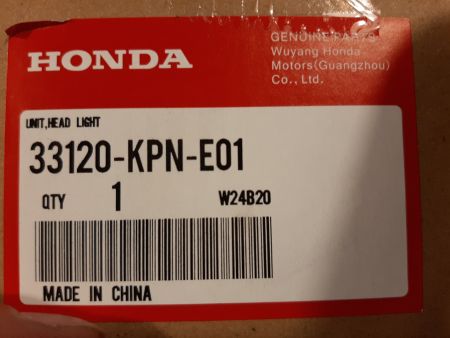 HONDA
GENUINE PARTS
Wuyang Honda
Motors(Guangzhou)
Co., Ltd.
UNIT,HEAD LIGHT
33120-KPN-E01
QTY 1 W24B20
MADE IN CHINA